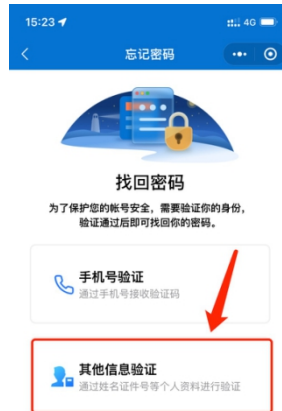 15:23 4G
忘记密码
找回密码
为了保护您的帐号安全，需要验证你的身份，
验证通过后即可找回你的密码。
手机号验证
通过手机号接收验证码
其他信息验证
通过姓名证件号等个人资料进行验证